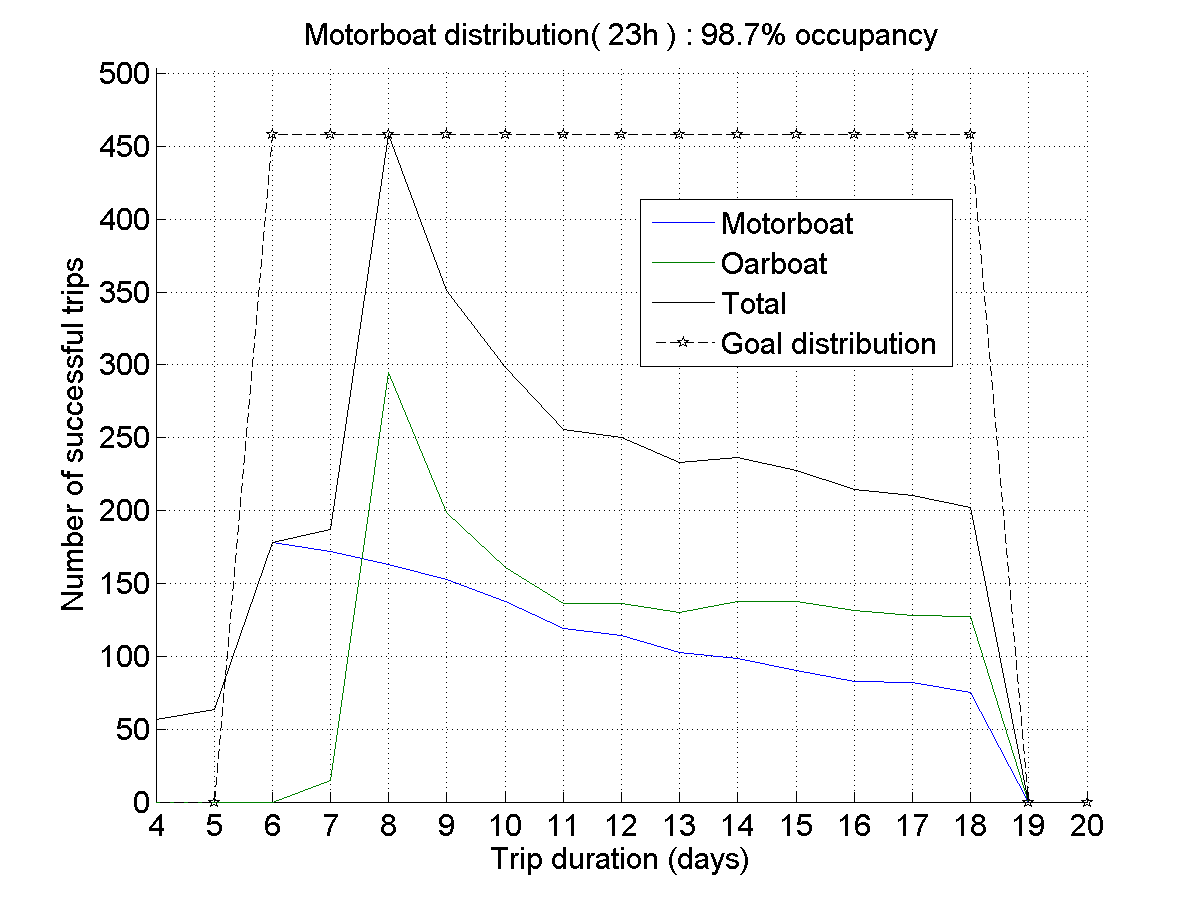 Motorboat distribution( 23h ) : 98.7% occupancy
500
450
400
350
300
250
200
150
100
50
0
Number of successful trips
Motorboat
Oarboat
Total
Goal distribution
4 5 6 7 8 9 10 11 12 13 14 15 16 17 18 19 20
Trip duration (days)